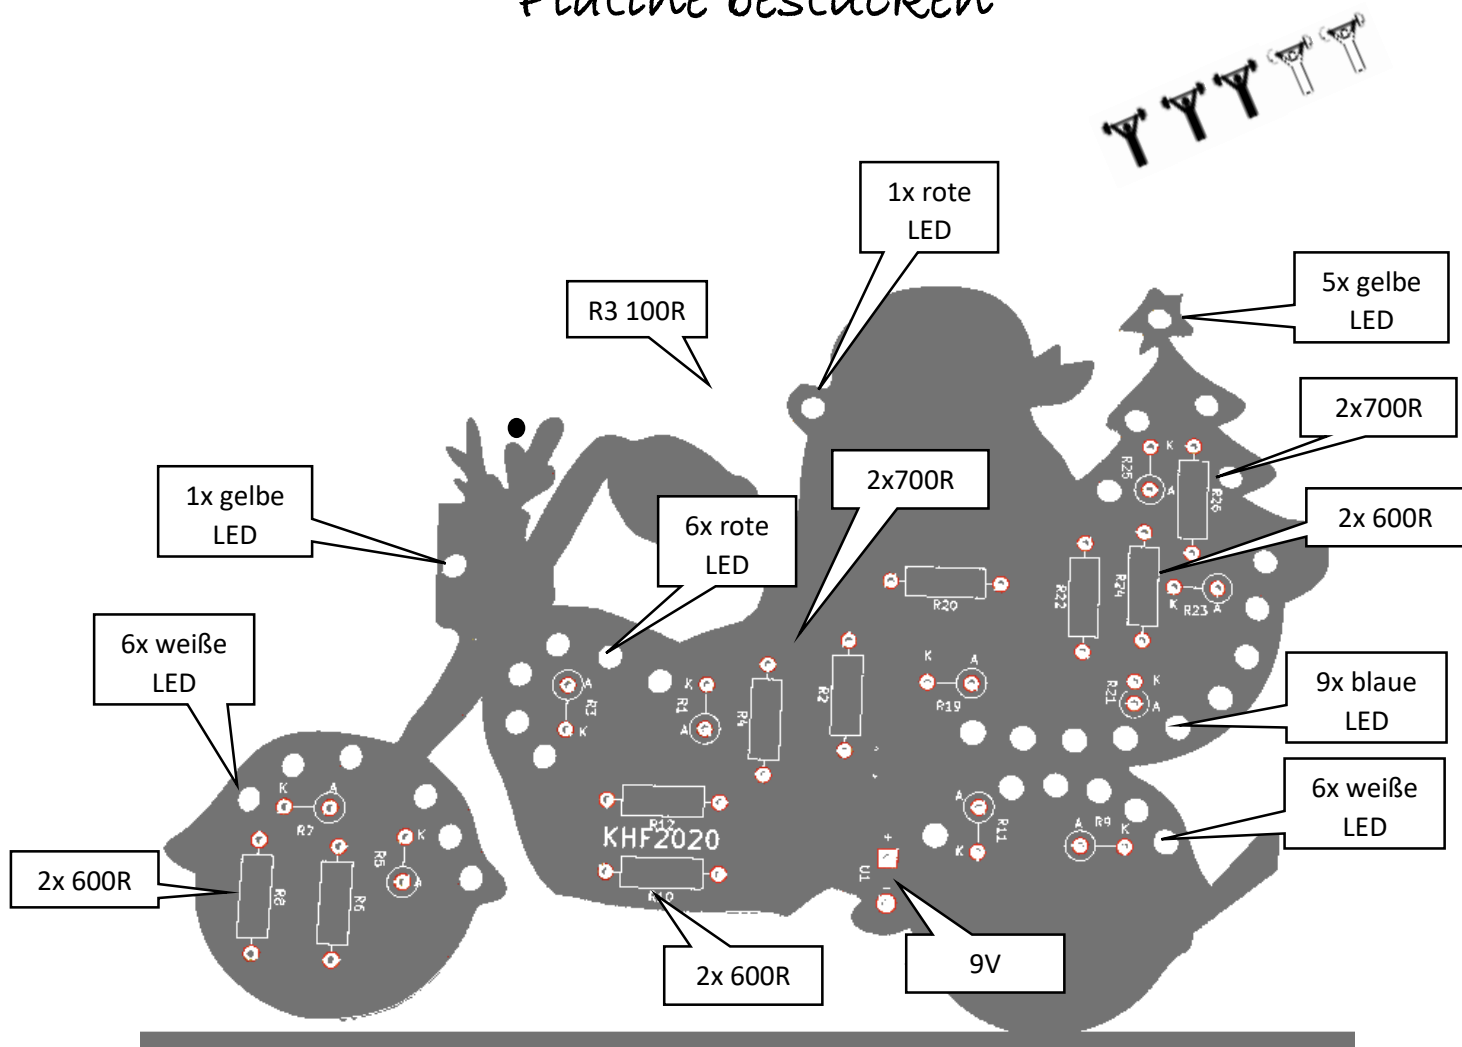 Platine bestücken
1x rote
LED
R3 100R
5x gelbe
LED
2x700R
2x700R
1x gelbe
LED
6x rote
LED
2x 600R
6x weiße
LED
9x blaue
LED
6x weiße
LED
2x 600R
2x 600R
9V
K
R25
A
R26
R20
R22
R24
K
R23
A
A
R3
K
K
R1
A
R4
R2
K
A
R19
K
R21
A
K
A
R7
K
R5
A
R8
R6
R12
KHF2020
R10
A
R11
K
A
R9
K
+
U1
-